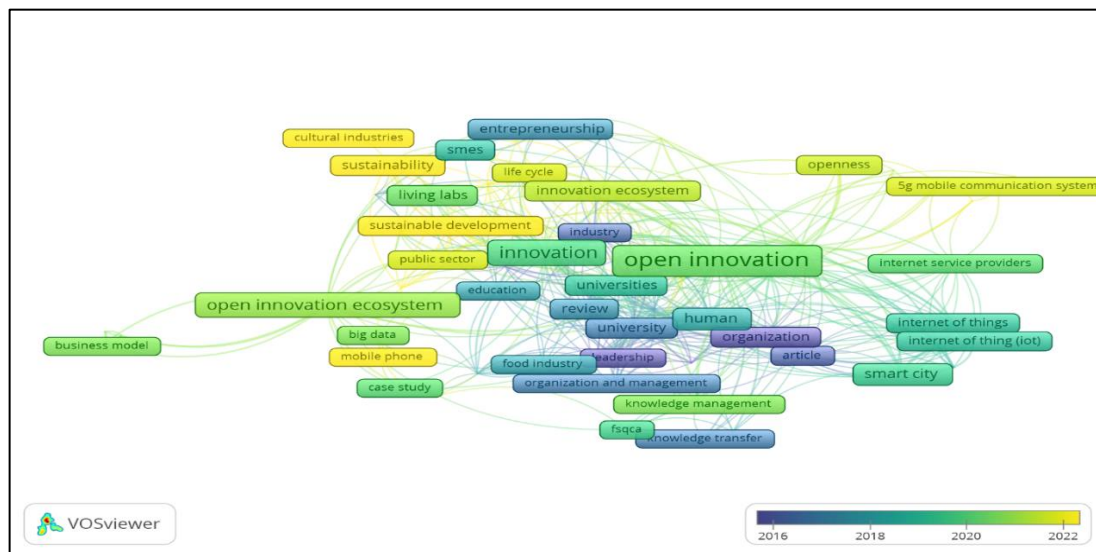 entrepreneurship
cultural industries
smes
sustainability
openness
life cycle
5g mobile communication system
innovation ecosystem
living labs
sustainable development
industry
innovation
public sector
open innovation
internet service providers
universities
education
open innovation ecosystem
review
human
internet of things
university
big data
organization
internet of thing (iot)
business model
mobile phone
leadership
article
food industry
smart city
organization and management
case study
knowledge management
fsqca
knowledge transfer
VOSviewer
2016 2018 2020 2022